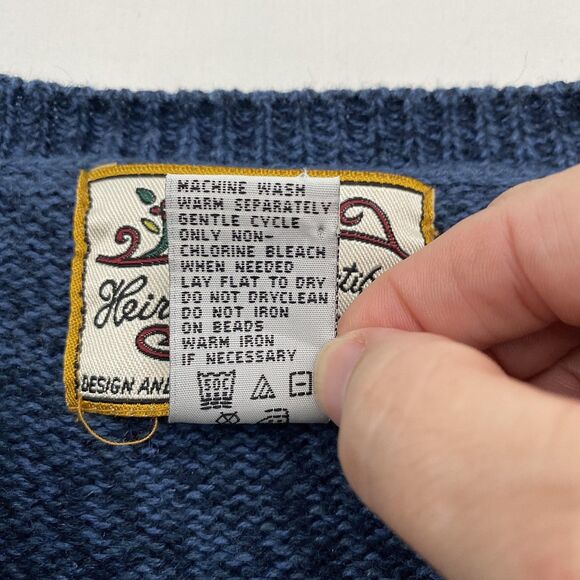 MACHINE WASH
WARM SEPARATELY
GENTLE CYCLE
ONLY NON-
CHLORINE BLEACH
WHEN NEEDED
LAY FLAT TO DRY
DO NOT DRYCLEAN
DO NOT IRON
ON BEADS
WARM IRON
IF NECESSARY
50C
DESIGN AND